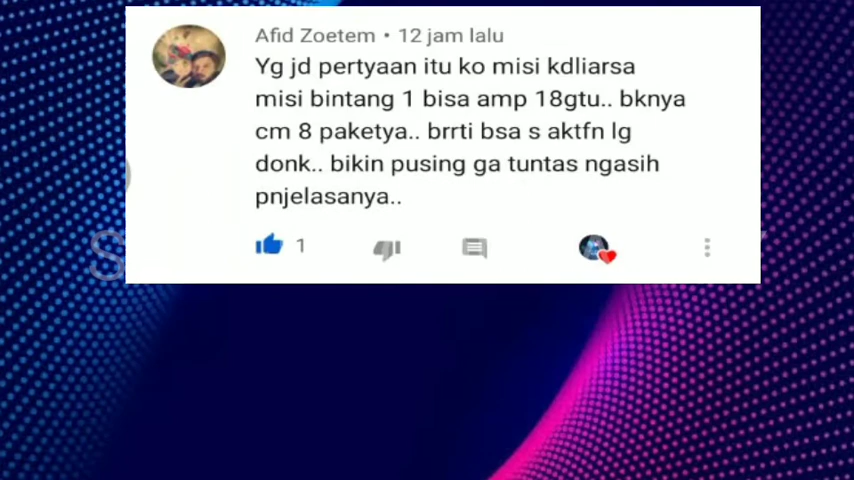 Afid Zoetem • 12 jam lalu
Yg jd pertyaan itu ko misi kdliarsa
misi bintang 1 bisa amp 18gtu.. bknya
cm 8 paketya.. brrti bsa s aktfn lg
donk.. bikin pusing ga tuntas ngasih
pnjelasanya..
1